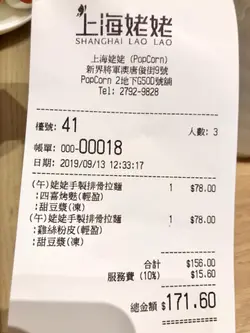 上海姥姥
SHANGHAI LAO LAO
上海姥姥 (PopCorn)
新界將軍澳唐俊街9號
PopCorn 2地下G50D號舖
Tel: 2792-9828
檯號: 41
人數: 3
帳單: 000-00018
日期: 2019/09/13 12:33:17
(午)姥姥手製排骨拉麵 1 $78.00
:四喜烤麩(輕盈)
:甜豆漿(凍)
(午)姥姥手製排骨拉麵 1 $78.00
:雞絲粉皮(輕盈)
:甜豆漿(凍)
合計 $156.00
服務費 (10%) $15.60
總金額 $171.60